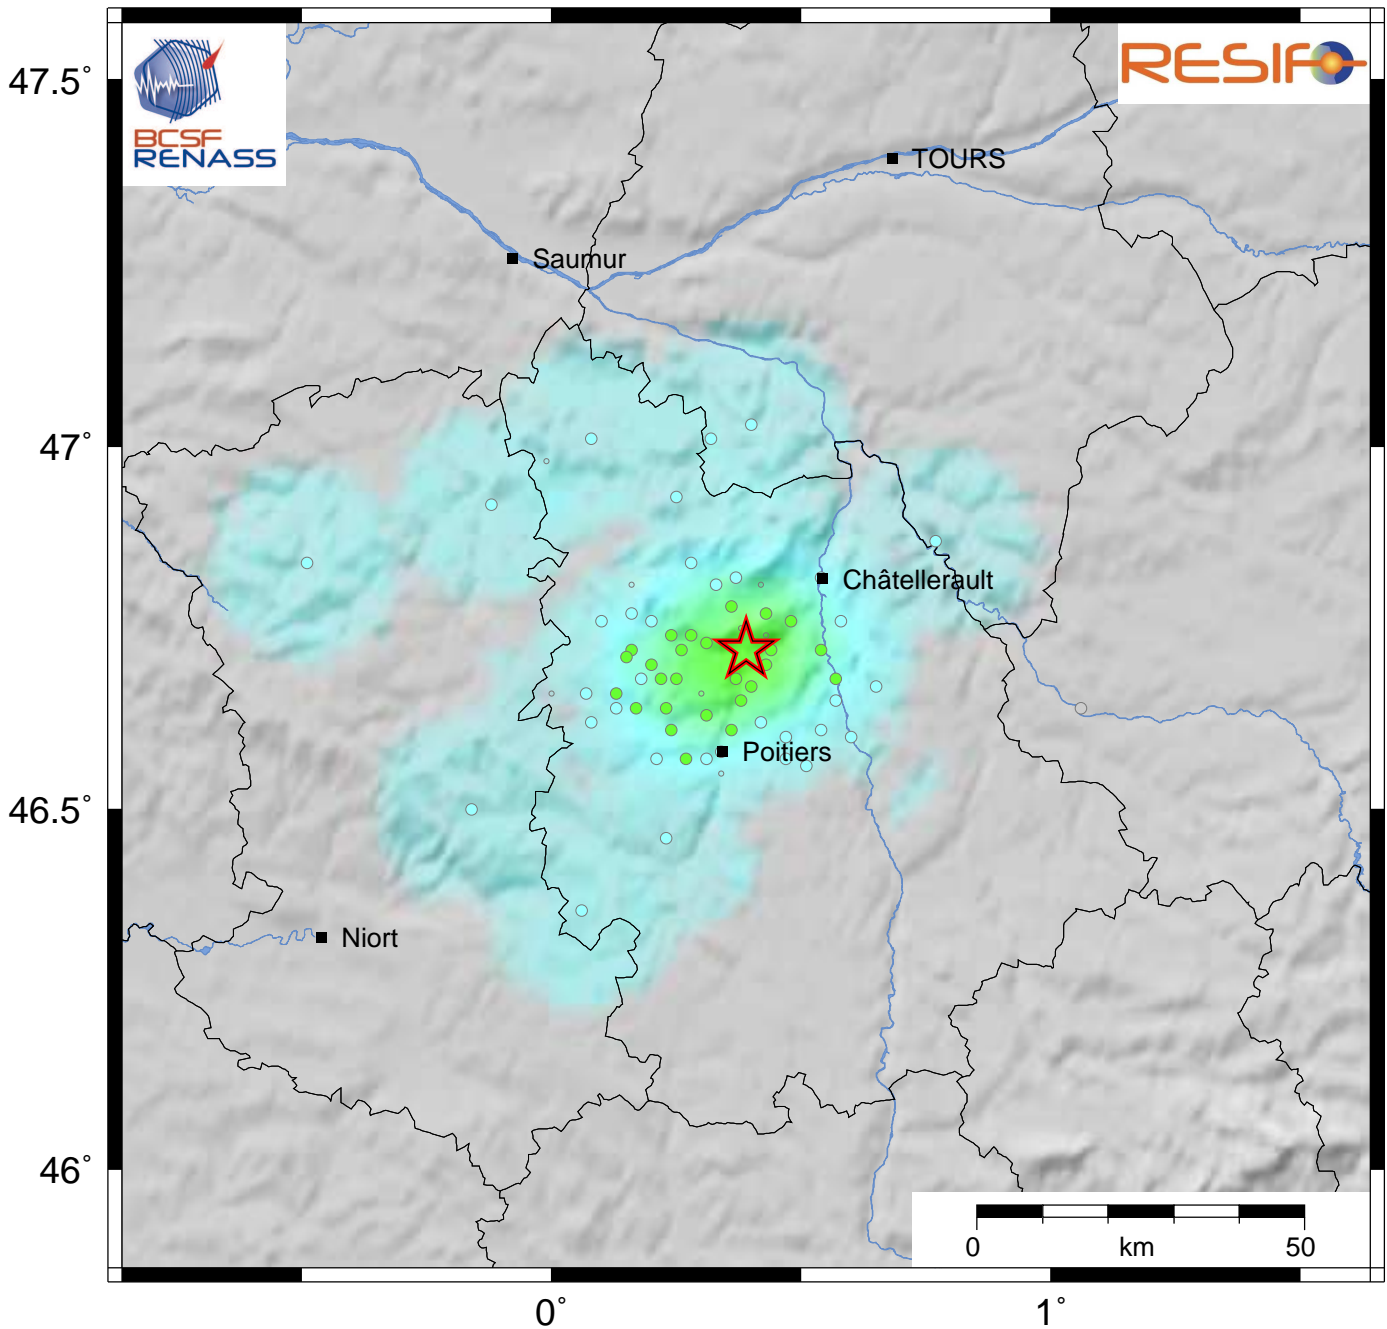 47.5°
BCSF
RENASS
RESIF
TOURS
Saumur
47°
Châtellerault
Poitiers
46.5°
Niort
46°
0 km 50
0° 1°